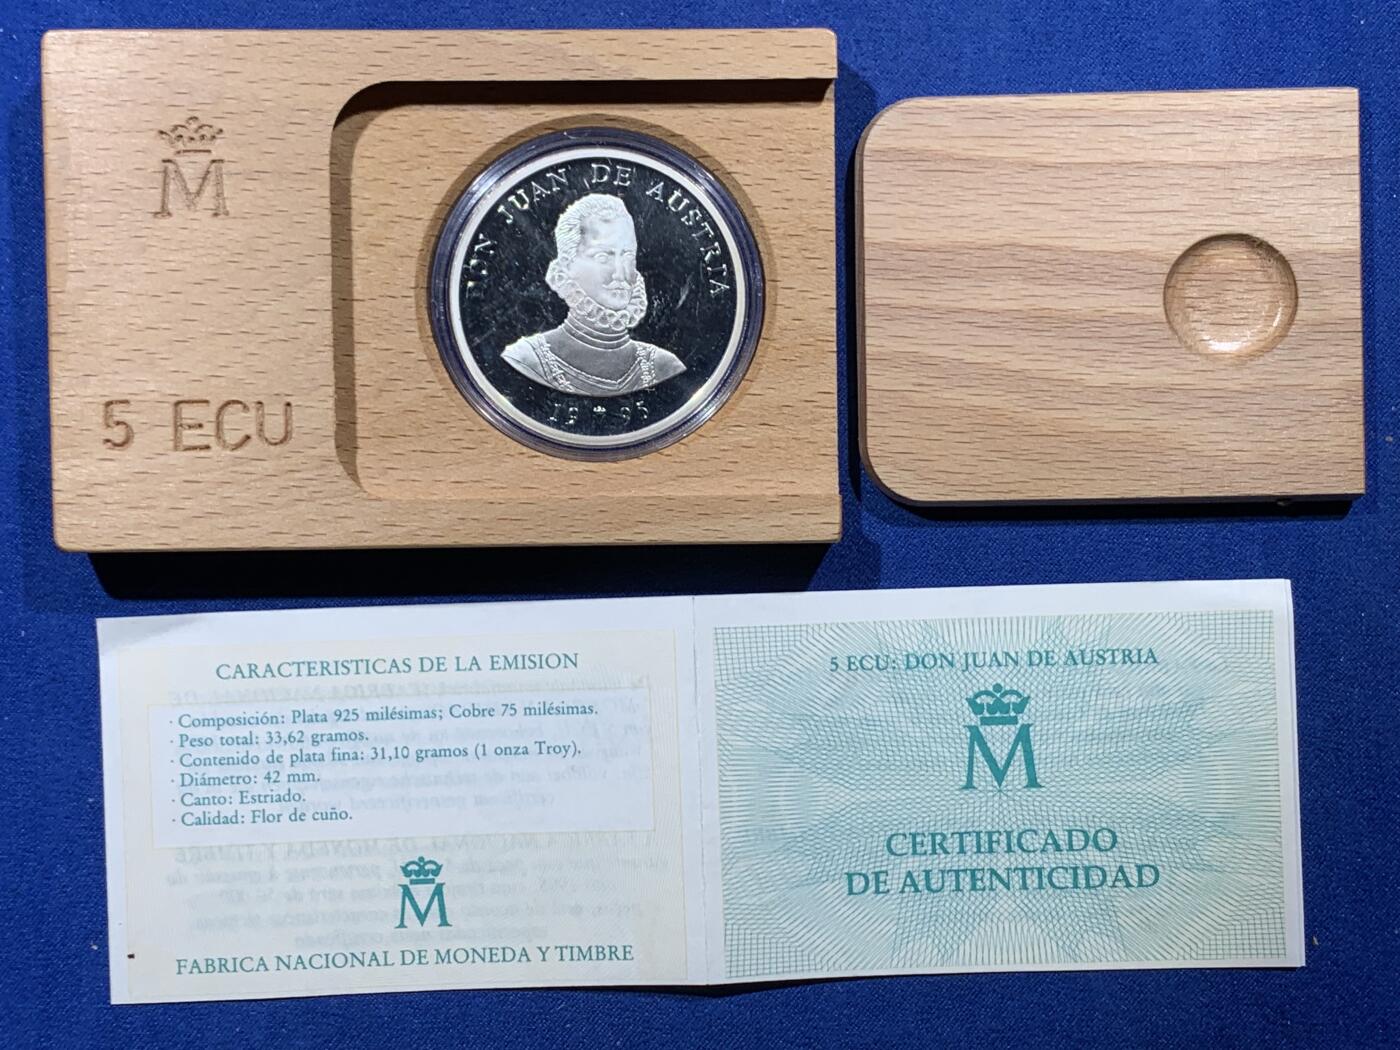 M
5 ECU
DON JUAN DE AUSTRIA
19 95
CARACTERISTICAS DE LA EMISION
· Composición: Plata 925 milésimas; Cobre 75 milésimas.
· Peso total: 33,62 gramos.
· Contenido de plata fina: 31,10 gramos (1 onza Troy).
· Diámetro: 42 mm.
· Canto: Estriado.
· Calidad: Flor de cuño.
M
FABRICA NACIONAL DE MONEDA Y TIMBRE
5 ECU: DON JUAN DE AUSTRIA
M
CERTIFICADO
DE AUTENTICIDAD